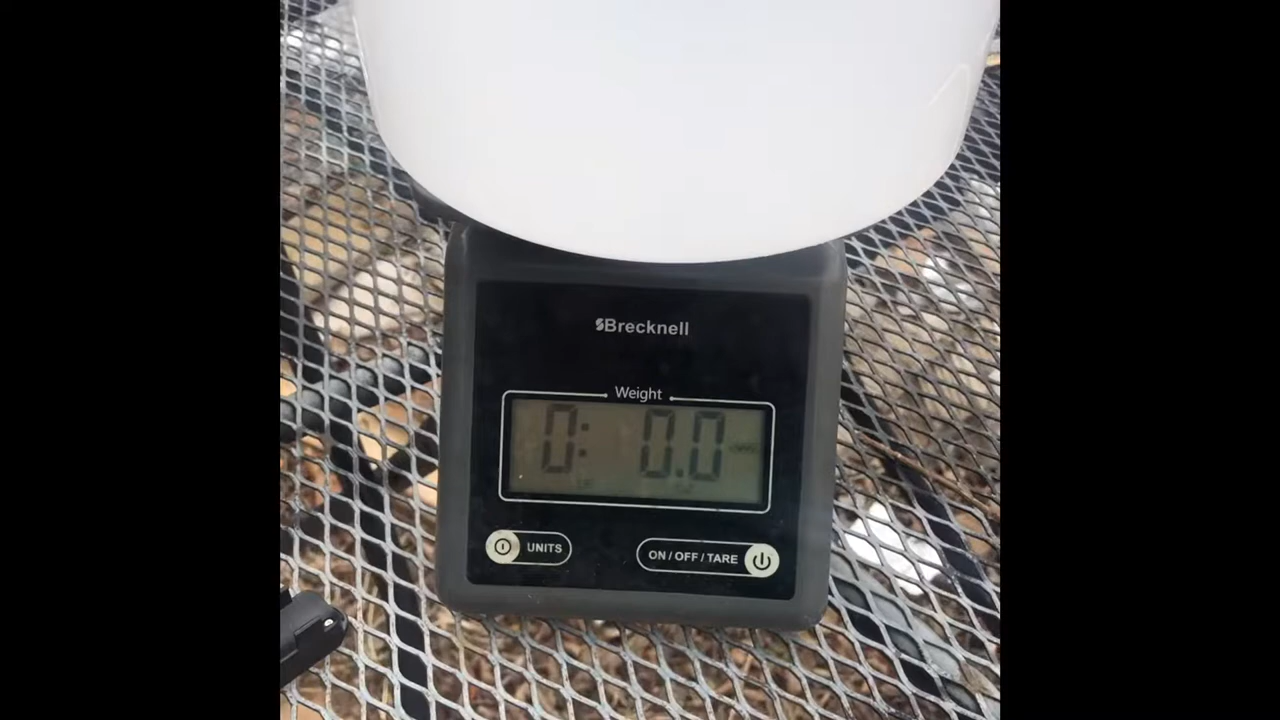 Brecknell
Weight
0: 0.0
UNITS
ON / OFF / TARE